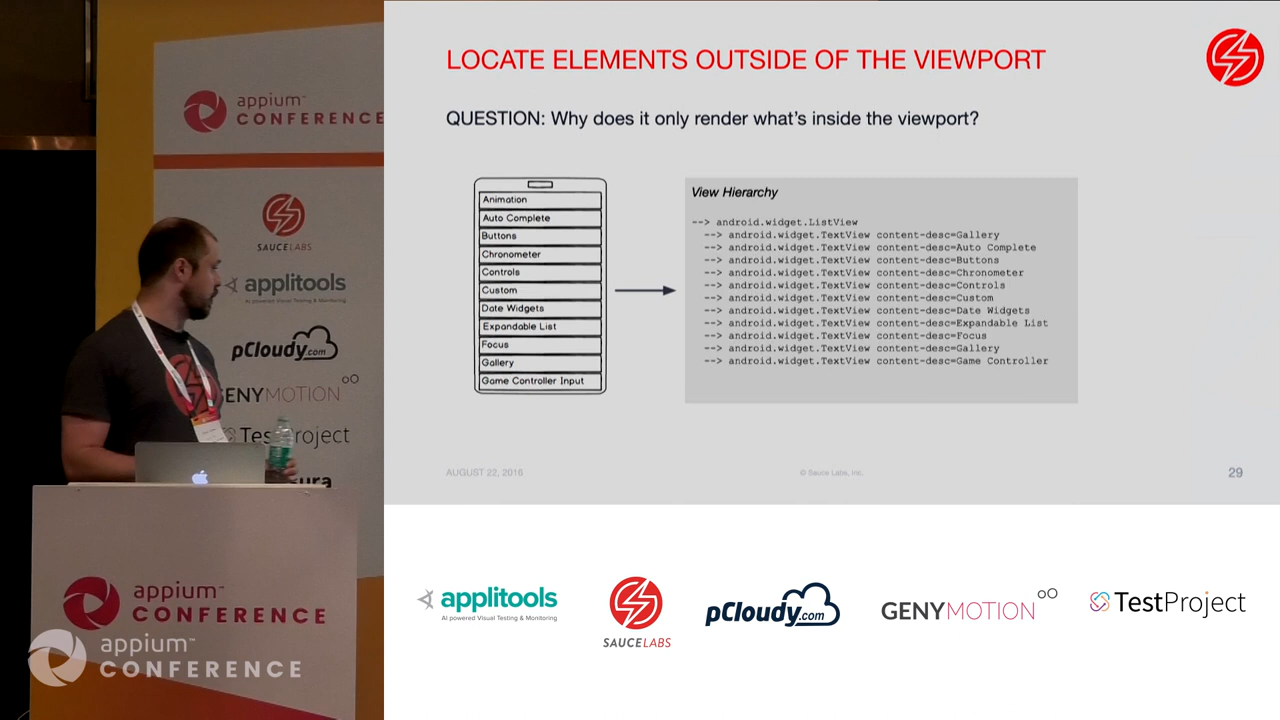 appium™
CONFERENCE
SAUCELABS
applitools
AI powered Visual Testing & Monitoring
pCloudy.com
GENYMOTION
TestProject
appium™
CONFERENCE
appium™
CONFERENCE
LOCATE ELEMENTS OUTSIDE OF THE VIEWPORT
QUESTION: Why does it only render what's inside the viewport?
Animation
Auto Complete
Buttons
Chronometer
Controls
Custom
Date Widgets
Expandable List
Focus
Gallery
Game Controller Input
View Hierarchy
--> android.widget.ListView
--> android.widget.TextView content-desc=Gallery
--> android.widget.TextView content-desc=Auto Complete
--> android.widget.TextView content-desc=Buttons
--> android.widget.TextView content-desc=Chronometer
--> android.widget.TextView content-desc=Controls
--> android.widget.TextView content-desc=Custom
--> android.widget.TextView content-desc=Date Widgets
--> android.widget.TextView content-desc=Expandable List
--> android.widget.TextView content-desc=Focus
--> android.widget.TextView content-desc=Gallery
--> android.widget.TextView content-desc=Game Controller
AUGUST 22, 2016
© Sauce Labs, Inc.
29
applitools
AI powered Visual Testing & Monitoring
SAUCELABS
pCloudy.com
GENYMOTION
TestProject